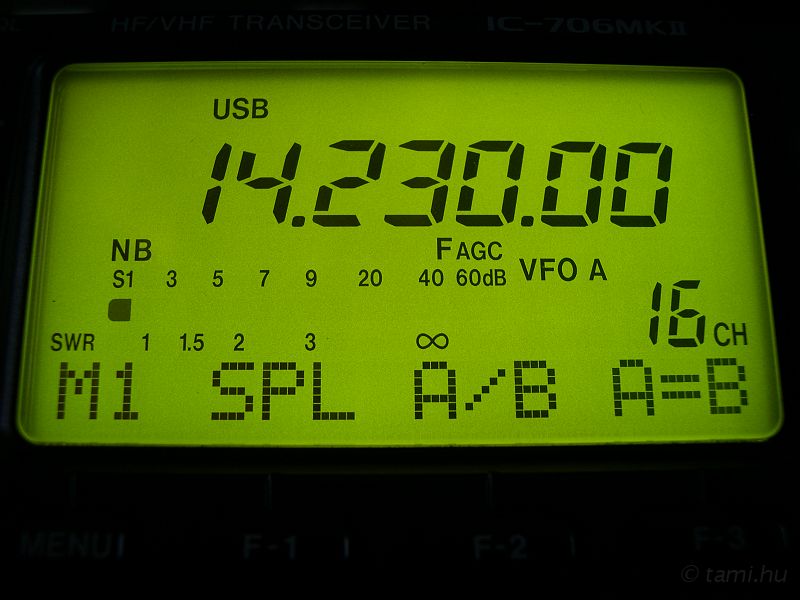 HF/VHF TRANSCEIVER IC-706MKII
USB
14.230.00
NB FAGC
S1 3 5 7 9 20 40 60dB VFO A
16 CH
SWR 1 1.5 2 3 ∞
M1 SPL A/B A=B
MENU F-1 F-2 F-3
© tami.hu